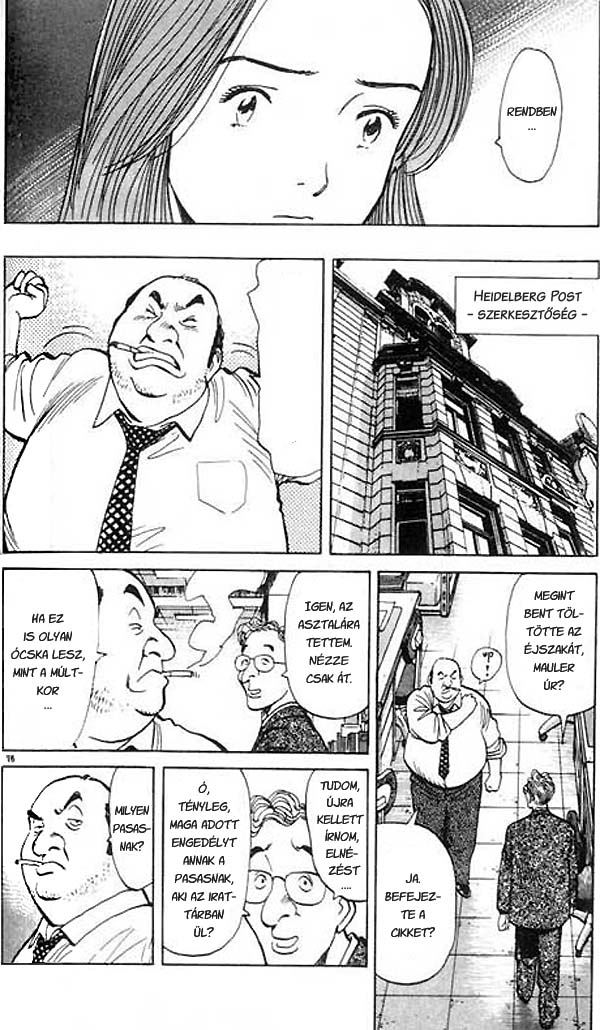 RENDBEN
...
HEIDELBERG POST
- SZERKESZTŐSÉG -
MEGINT
BENT TÖL-
TÖTTE AZ
ÉJSZAKÁT,
MAULER
ÚR?
JA.
BEFEJEZ-
TE A
CIKKET?
IGEN, AZ
ASZTALÁRA
TETTEM.
NÉZZE
CSAK ÁT.
HA EZ
IS OLYAN
ÓCSKA LESZ,
MINT A MÚLT-
KOR
...
TUDOM,
ÚJRA
KELLETT
ÍRNOM,
ELNÉ-
ZÉST
....
Ó,
TÉNYLEG,
MAGA ADOTT
ENGEDÉLYT
ANNAK A
PASASNAK,
AKI AZ IRAT-
TÁRBAN
ÜL?
MILYEN
PASAS-
NAK?